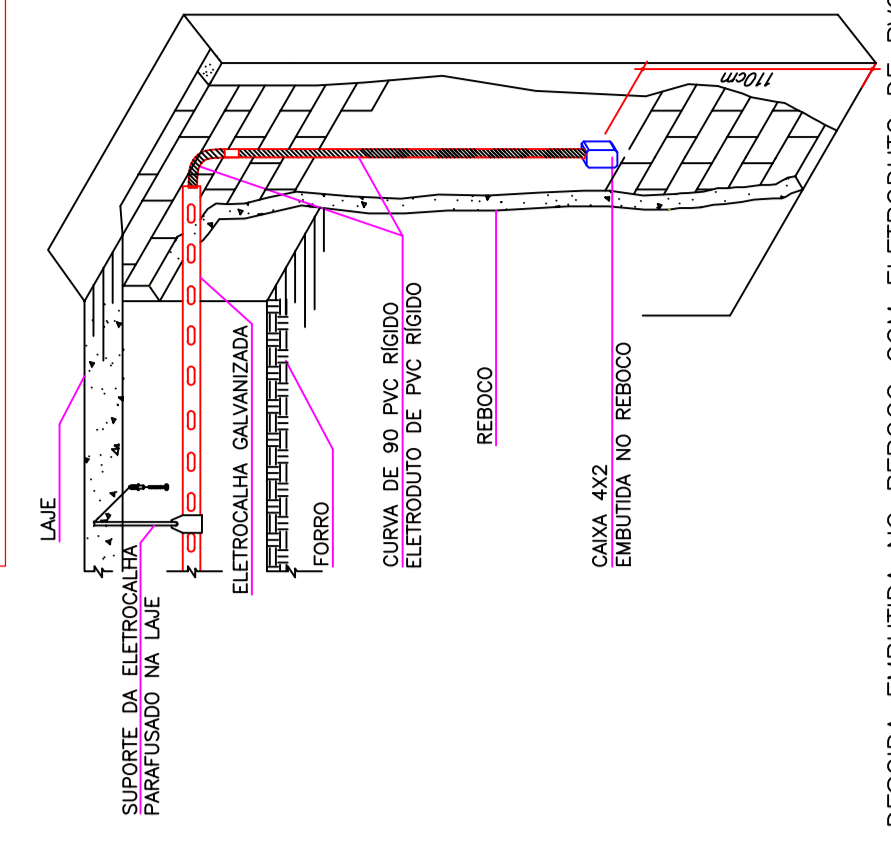 LAJE
SUPORTE DA ELETROCALHA
PARAFUSADO NA LAJE
ELETROCALHA GALVANIZADA
FORRO
CURVA DE 90 PVC RÍGIDO
ELETRODUTO DE PVC RÍGIDO
REBOCO
CAIXA 4X2
EMBUTIDA NO REBOCO
110cm